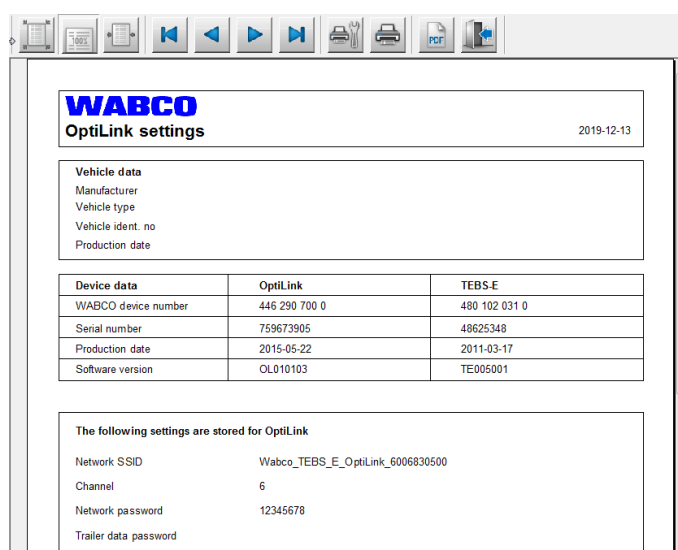 100%
PDF
WABCO
OptiLink settings 2019-12-13
Vehicle data
Manufacturer
Vehicle type
Vehicle ident. no
Production date
Device data OptiLink TEBS-E
WABCO device number 446 290 700 0 480 102 031 0
Serial number 759673905 48625348
Production date 2015-05-22 2011-03-17
Software version OL010103 TE005001
The following settings are stored for OptiLink
Network SSID Wabco_TEBS_E_OptiLink_6006830500
Channel 6
Network password 12345678
Trailer data password